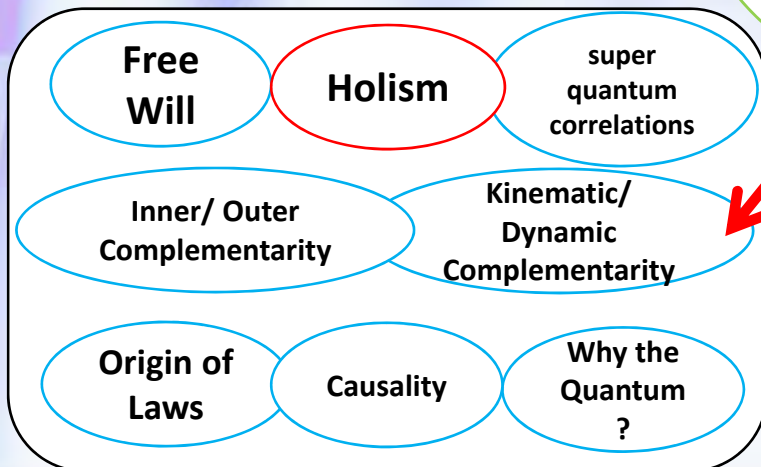 Free
Will
Holism
super
quantum
correlations
Inner/ Outer
Complementarity
Kinematic/
Dynamic
Complementarity
Origin of
Laws
Causality
Why the
Quantum
?